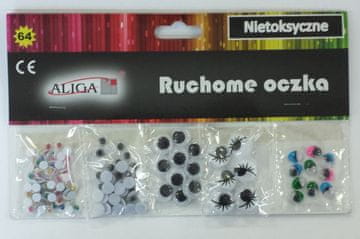 64
Nietoksyczne
CE
ALIGA
Ruchome oczka